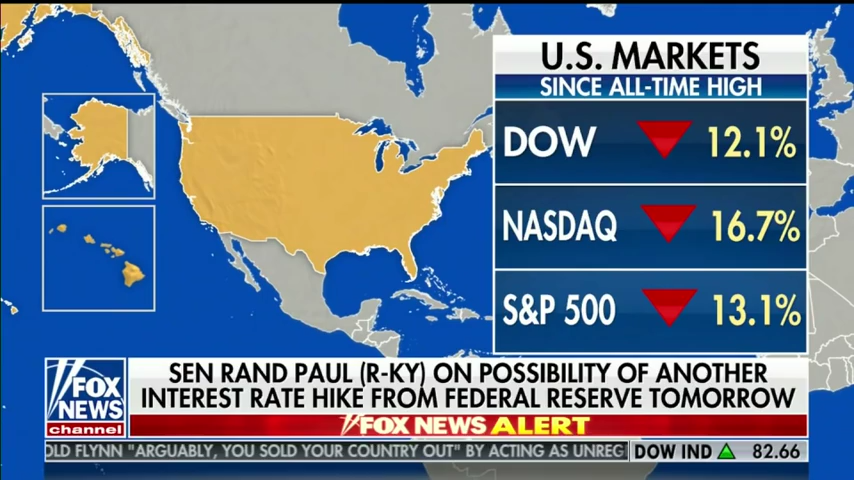 U.S. MARKETS
SINCE ALL-TIME HIGH
DOW 12.1%
NASDAQ 16.7%
S&P 500 13.1%
FOX
NEWS
channel
SEN RAND PAUL (R-KY) ON POSSIBILITY OF ANOTHER
INTEREST RATE HIKE FROM FEDERAL RESERVE TOMORROW
FOX NEWS ALERT
OLD FLYNN "ARGUABLY, YOU SOLD YOUR COUNTRY OUT" BY ACTING AS UNREG
DOW IND 82.66